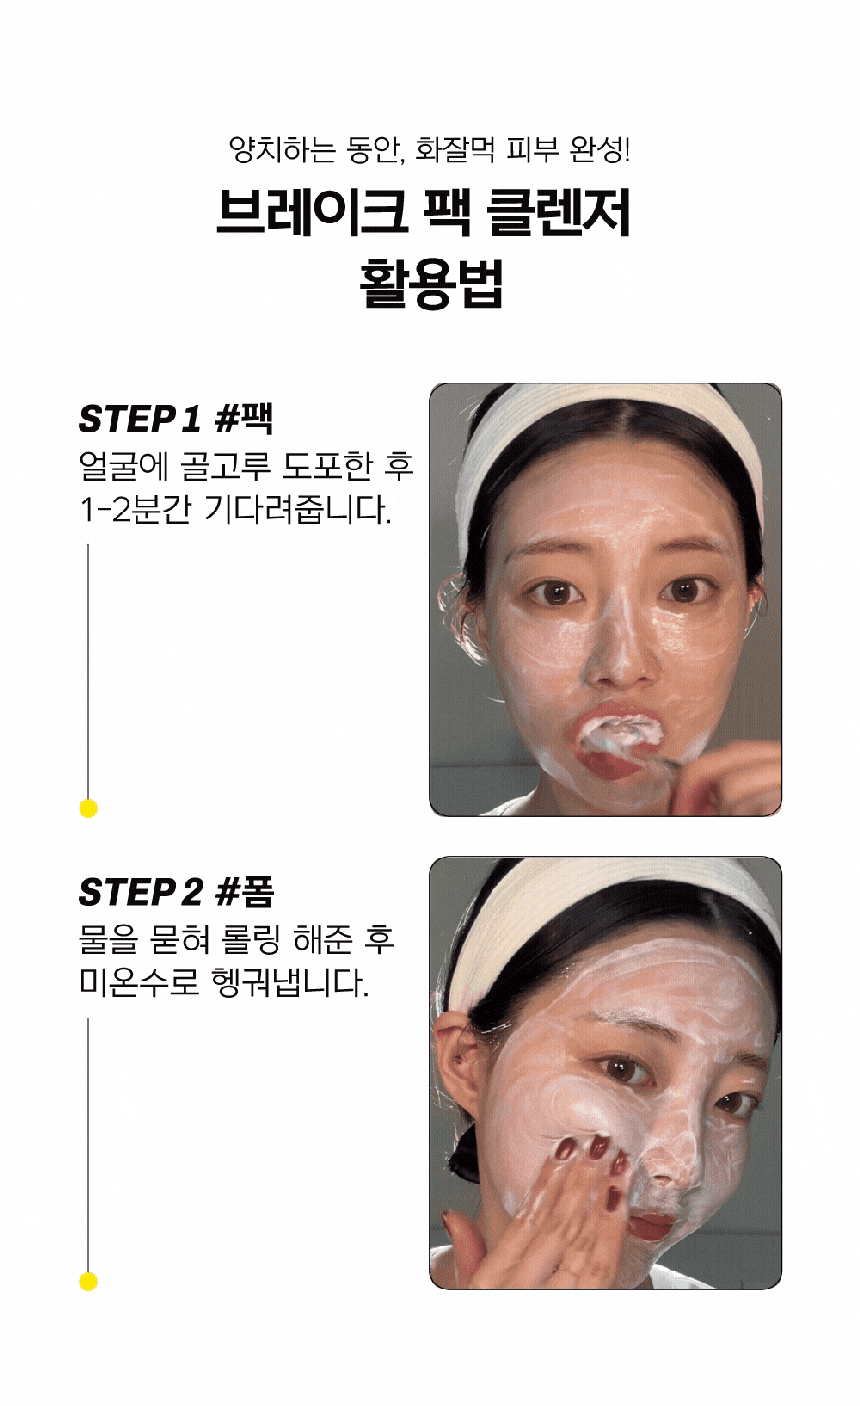 양치하는 동안, 화잘먹 피부 완성!
브레이크 팩 클렌저
활용법
STEP 1 #팩
얼굴에 골고루 도포한 후
1-2분간 기다려줍니다.
STEP 2 #폼
물을 묻혀 롤링 해준 후
미온수로 헹궈냅니다.